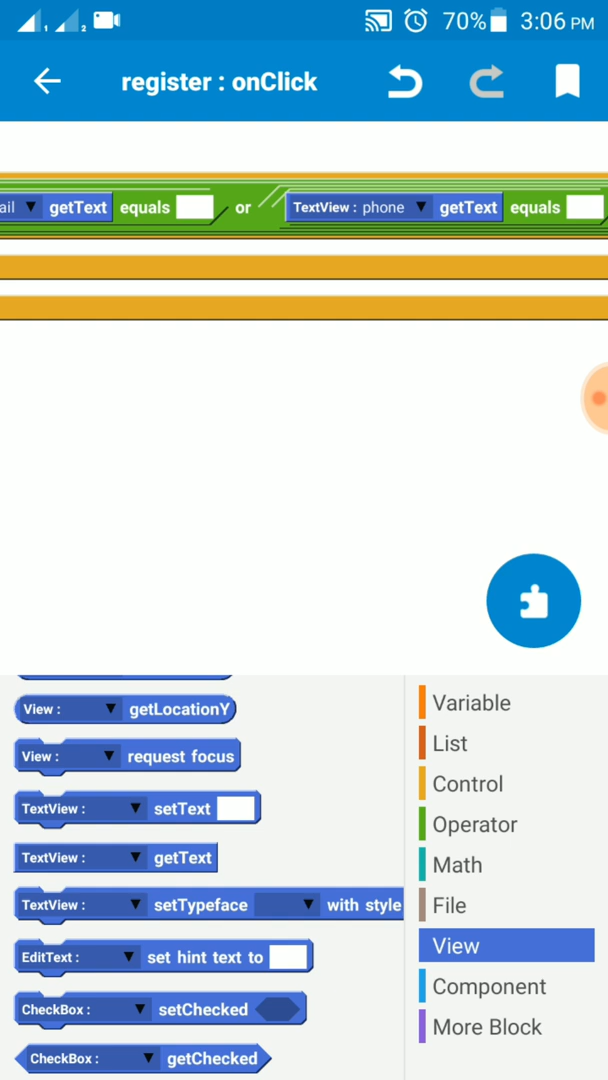 1 2 70% 3:06 PM
register : onClick
ail getText equals or TextView : phone getText equals
View : getLocationY
View : request focus
TextView : setText
TextView : getText
TextView : setTypeface with style
EditText : set hint text to
CheckBox : setChecked
CheckBox : getChecked
Variable
List
Control
Operator
Math
File
View
Component
More Block